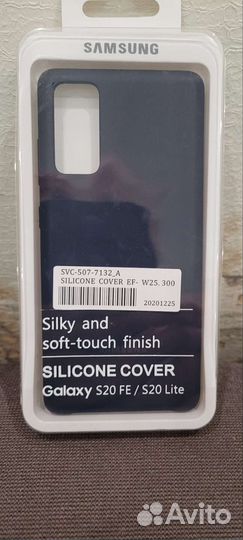 SAMSUNG
SVC-507-7132_A
SILICONE COVER EF- W25.300
20201225
Silky and
soft-touch finish
SILICONE COVER
Galaxy S20 FE / S20 Lite
Avito